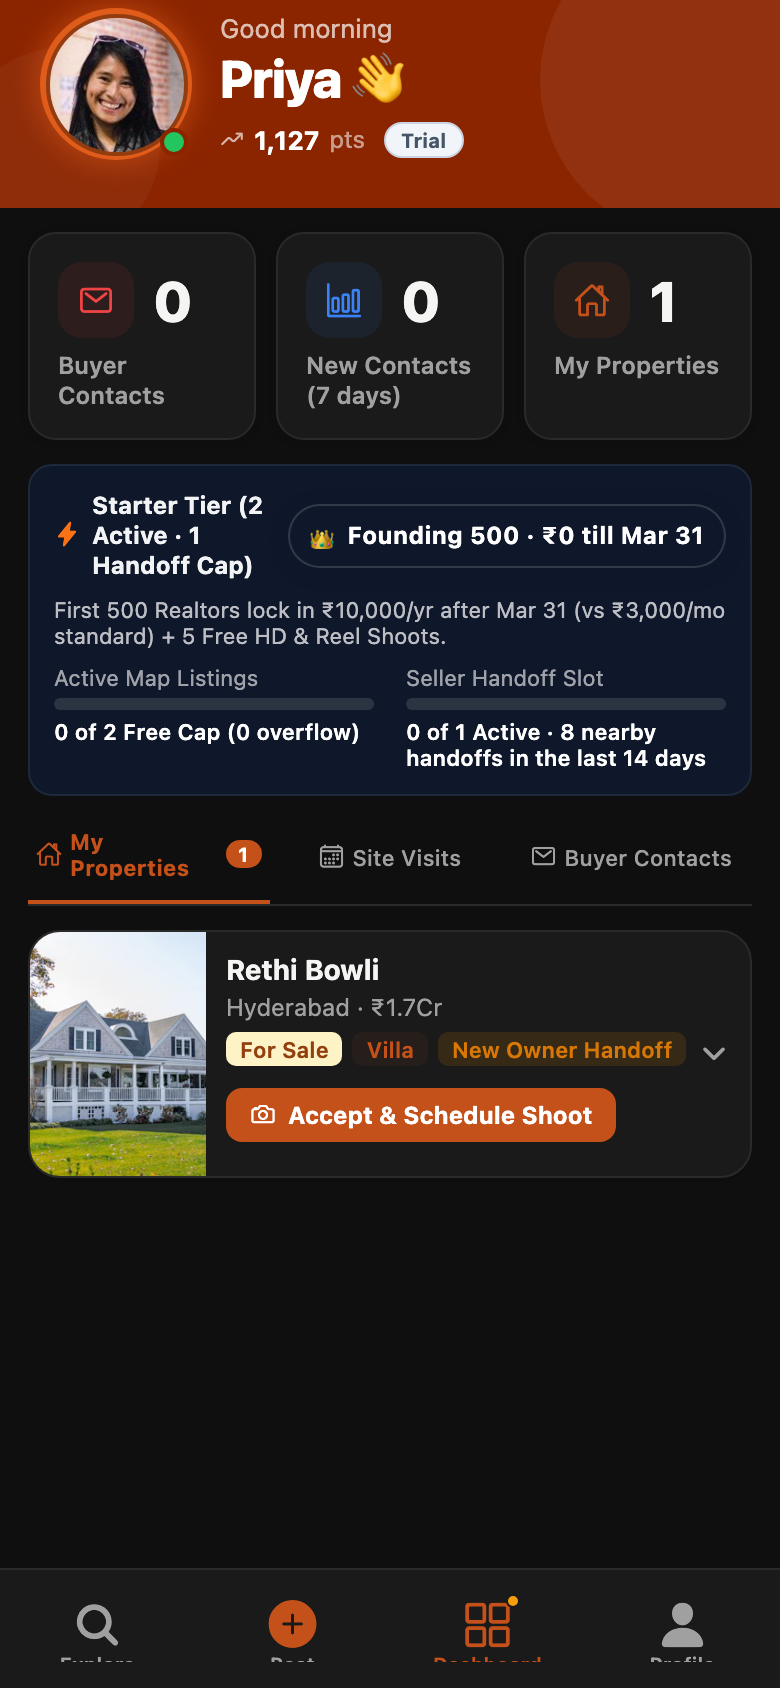 Good morning
Priya 👋
1,127 pts Trial
0
Buyer
Contacts
0
New Contacts
(7 days)
1
My Properties
Starter Tier (2
Active · 1
Handoff Cap)
👑 Founding 500 · ₹0 till Mar 31
First 500 Realtors lock in ₹10,000/yr after Mar 31 (vs ₹3,000/mo
standard) + 5 Free HD & Reel Shoots.
Active Map Listings
0 of 2 Free Cap (0 overflow)
Seller Handoff Slot
0 of 1 Active · 8 nearby
handoffs in the last 14 days
My
Properties
1
Site Visits
Buyer Contacts
Rethi Bowli
Hyderabad · ₹1.7Cr
For Sale Villa New Owner Handoff
Accept & Schedule Shoot
Explore
Post
Dashboard
Profile